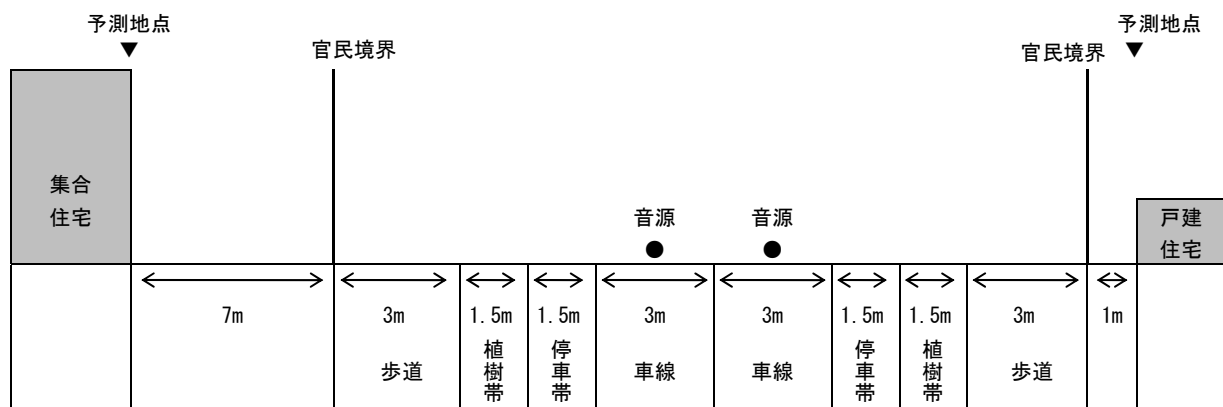 予測地点
▼
官民境界
官民境界
予測地点
▼
集合
住宅
音源
●
音源
●
戸建
住宅
7m
3m
1.5m
1.5m
3m
3m
1.5m
1.5m
3m
1m
歩道
植樹帯
停車帯
車線
車線
停車帯
植樹帯
歩道